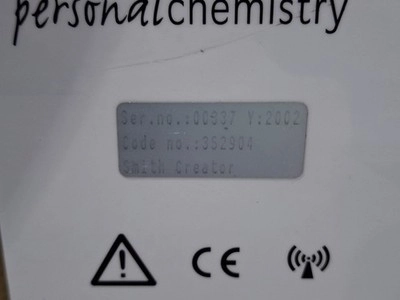 personalchemistry
Ser.no.:00537 Y:2002
Code no.:352904
Smith Creator
CE